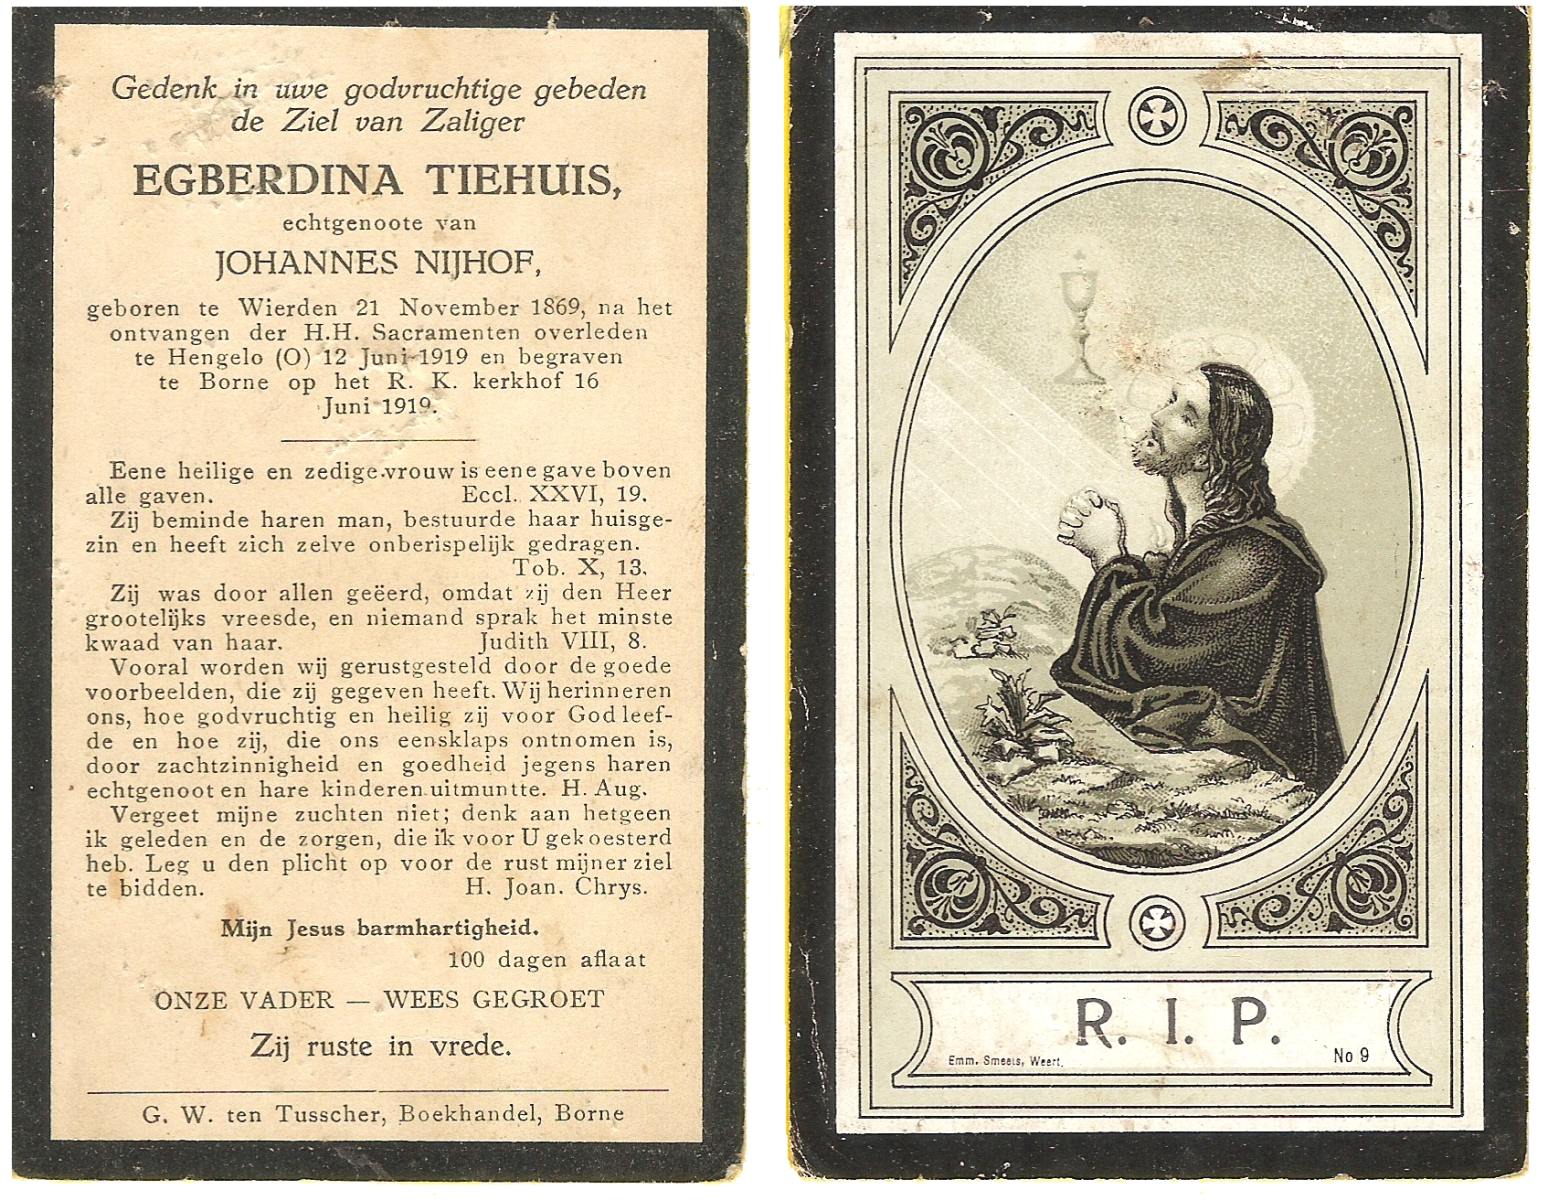 Gedenk in uwe godvruchtige gebeden
de Ziel van Zaliger
EGBERDINA TIEHUIS,
echtgenoote van
JOHANNES NIJHOF,
geboren te Wierden 21 November 1869, na het
ontvangen der H.H. Sacramenten overleden
te Hengelo (O) 12 Juni 1919 en begraven
te Borne op het R. K. kerkhof 16
Juni 1919.
Eene heilige en zedige vrouw is eene gave boven
alle gaven. Eccl. XXVI, 19.
Zij beminde haren man, bestuurde haar huisge-
zin en heeft zich zelve onberispelijk gedragen.
Tob. X, 13.
Zij was door allen geëerd, omdat zij den Heer
grootelijks vreesde, en niemand sprak het minste
kwaad van haar. Judith VIII, 8.
Vooral worden wij gerustgesteld door de goede
voorbeelden, die zij gegeven heeft. Wij herinneren
ons, hoe godvruchtig en heilig zij voor God leef-
de en hoe zij, die ons eensklaps ontnomen is,
door zachtzinnigheid en goedheid jegens haren
echtgenoot en hare kinderen uitmuntte. H. Aug.
Vergeet mijne zuchten niet; denk aan hetgeen
ik geleden en de zorgen, die ik voor U gekoesterd
heb. Leg u den plicht op voor de rust mijner ziel
te bidden. H. Joan. Chrys.
Mijn Jesus barmhartigheid.
100 dagen aflaat
ONZE VADER — WEES GEGROET
Zij ruste in vrede.
G. W. ten Tusscher, Boekhandel, Borne
R. I. P.
Emm. Smeets, Weert.
No 9